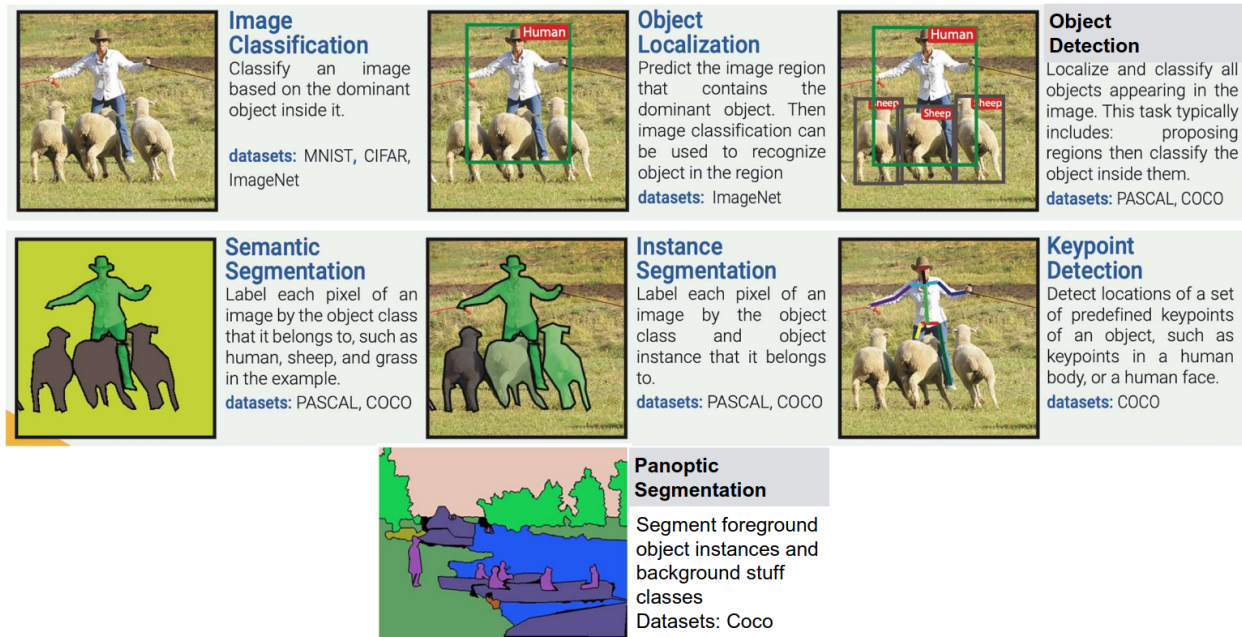 Image
Classification
Classify an image
based on the dominant
object inside it.
datasets: MNIST, CIFAR,
ImageNet
Human
Object
Localization
Predict the image region
that contains the
dominant object. Then
image classification can
be used to recognize
object in the region
datasets: ImageNet
Human
Sheep
Sheep
Sheep
Object
Detection
Localize and classify all
objects appearing in the
image. This task typically
includes: proposing
regions then classify the
object inside them.
datasets: PASCAL, COCO
Semantic
Segmentation
Label each pixel of an
image by the object class
that it belongs to, such as
human, sheep, and grass
in the example.
datasets: PASCAL, COCO
Instance
Segmentation
Label each pixel of an
image by the object
class and object
instance that it belongs
to.
datasets: PASCAL, COCO
Keypoint
Detection
Detect locations of a set
of predefined keypoints
of an object, such as
keypoints in a human
body, or a human face.
datasets: COCO
Panoptic
Segmentation
Segment foreground
object instances and
background stuff
classes
Datasets: Coco